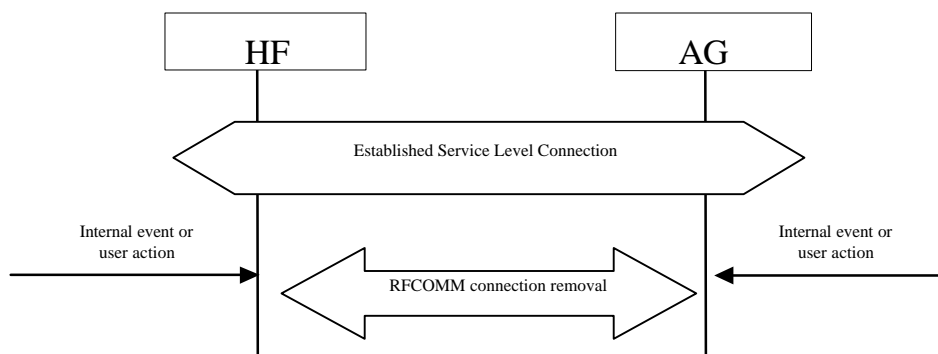 HF
AG
Established Service Level Connection
Internal event or
user action
Internal event or
user action
RFCOMM connection removal